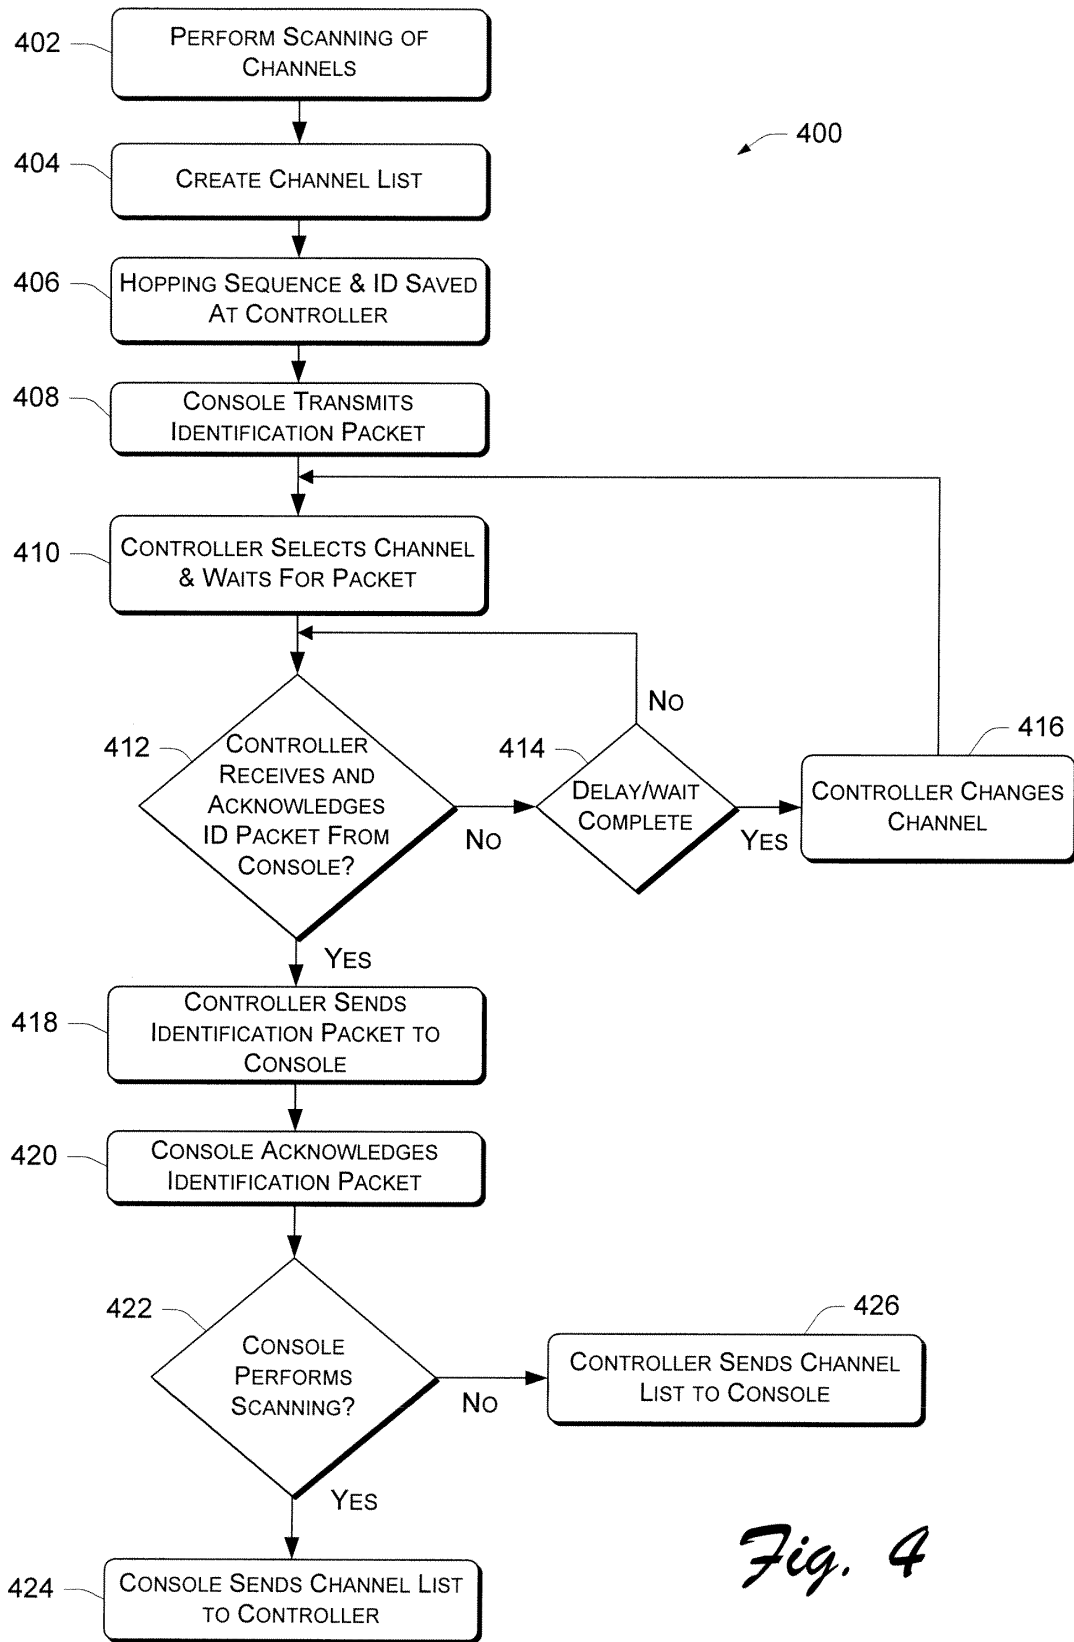 402
PERFORM SCANNING OF
CHANNELS
400
404
CREATE CHANNEL LIST
406
HOPPING SEQUENCE & ID SAVED
AT CONTROLLER
408
CONSOLE TRANSMITS
IDENTIFICATION PACKET
410
CONTROLLER SELECTS CHANNEL
& WAITS FOR PACKET
412
CONTROLLER
RECEIVES AND
ACKNOWLEDGES
ID PACKET FROM
CONSOLE?
NO
414
DELAY/WAIT
COMPLETE
NO
YES
416
CONTROLLER CHANGES
CHANNEL
YES
418
CONTROLLER SENDS
IDENTIFICATION PACKET TO
CONSOLE
420
CONSOLE ACKNOWLEDGES
IDENTIFICATION PACKET
422
CONSOLE
PERFORMS
SCANNING?
NO
426
CONTROLLER SENDS CHANNEL
LIST TO CONSOLE
YES
424
CONSOLE SENDS CHANNEL LIST
TO CONTROLLER
Fig. 4